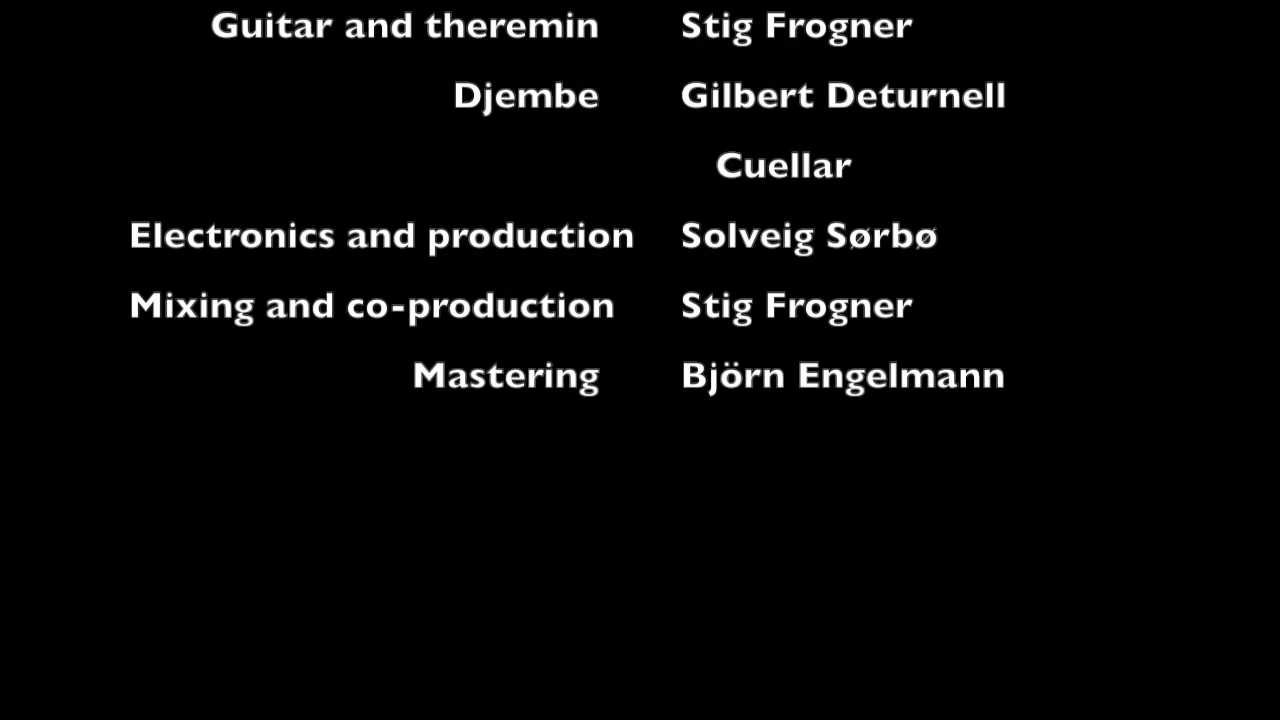 Guitar and theremin Stig Frogner
Djembe Gilbert Deturnell
Cuellar
Electronics and production Solveig Sørbø
Mixing and co-production Stig Frogner
Mastering Björn Engelmann